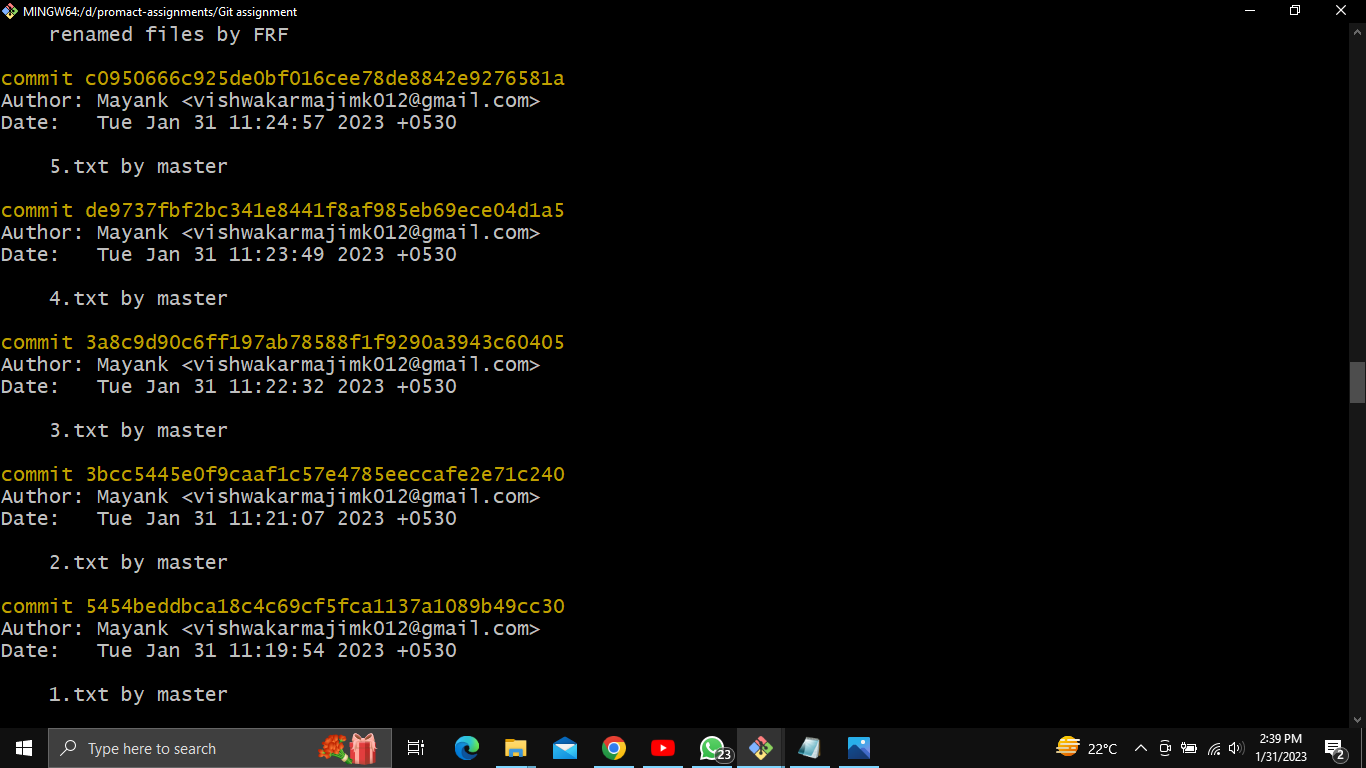 MINGW64:/d/promact-assignments/Git assignment
renamed files by FRF
commit c0950666c925de0bf016cee78de8842e9276581a
Author: Mayank <vishwakarmajimk012@gmail.com>
Date:   Tue Jan 31 11:24:57 2023 +0530
5.txt by master
commit de9737fbf2bc341e8441f8af985eb69ece04d1a5
Author: Mayank <vishwakarmajimk012@gmail.com>
Date:   Tue Jan 31 11:23:49 2023 +0530
4.txt by master
commit 3a8c9d90c6ff197ab78588f1f9290a3943c60405
Author: Mayank <vishwakarmajimk012@gmail.com>
Date:   Tue Jan 31 11:22:32 2023 +0530
3.txt by master
commit 3bcc5445e0f9caaf1c57e4785eeccafe2e71c240
Author: Mayank <vishwakarmajimk012@gmail.com>
Date:   Tue Jan 31 11:21:07 2023 +0530
2.txt by master
commit 5454beddbca18c4c69cf5fca1137a1089b49cc30
Author: Mayank <vishwakarmajimk012@gmail.com>
Date:   Tue Jan 31 11:19:54 2023 +0530
1.txt by master
Type here to search
23
22°C
2:39 PM
1/31/2023
2